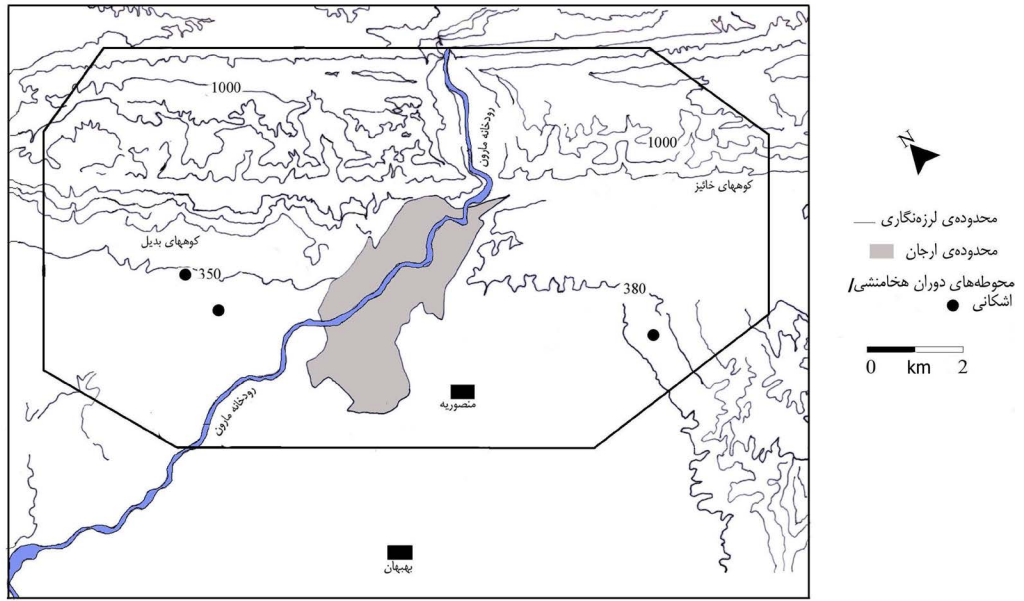 1000
رودخانه مارون
1000
کوههای خائیز
کوههای بدیل
350
380
منصوریه
رودخانه مارون
بهبهان
N
محدوده‌ی لرزه‌نگاری
محدوده‌ی ارجان
محوطه‌های دوران هخامنشی/
اشکانی
0 km 2